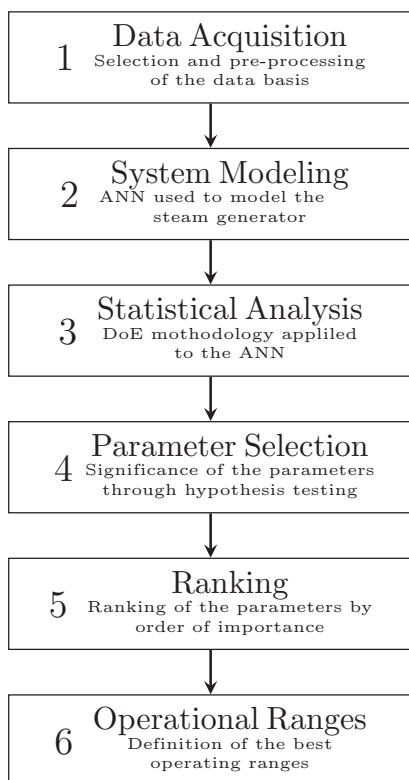 1 Data Acquisition
Selection and pre-processing
of the data basis
2 System Modeling
ANN used to model the
steam generator
3 Statistical Analysis
DoE mothodology appliled
to the ANN
4 Parameter Selection
Significance of the parameters
through hypothesis testing
5 Ranking
Ranking of the parameters by
order of importance
6 Operational Ranges
Definition of the best
operating ranges